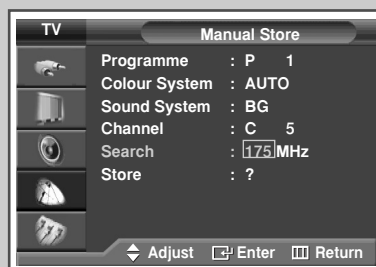 TV
Manual Store
Programme : P 1
Colour System : AUTO
Sound System : BG
Channel : C 5
Search : 175 MHz
Store : ?
Adjust Enter Return